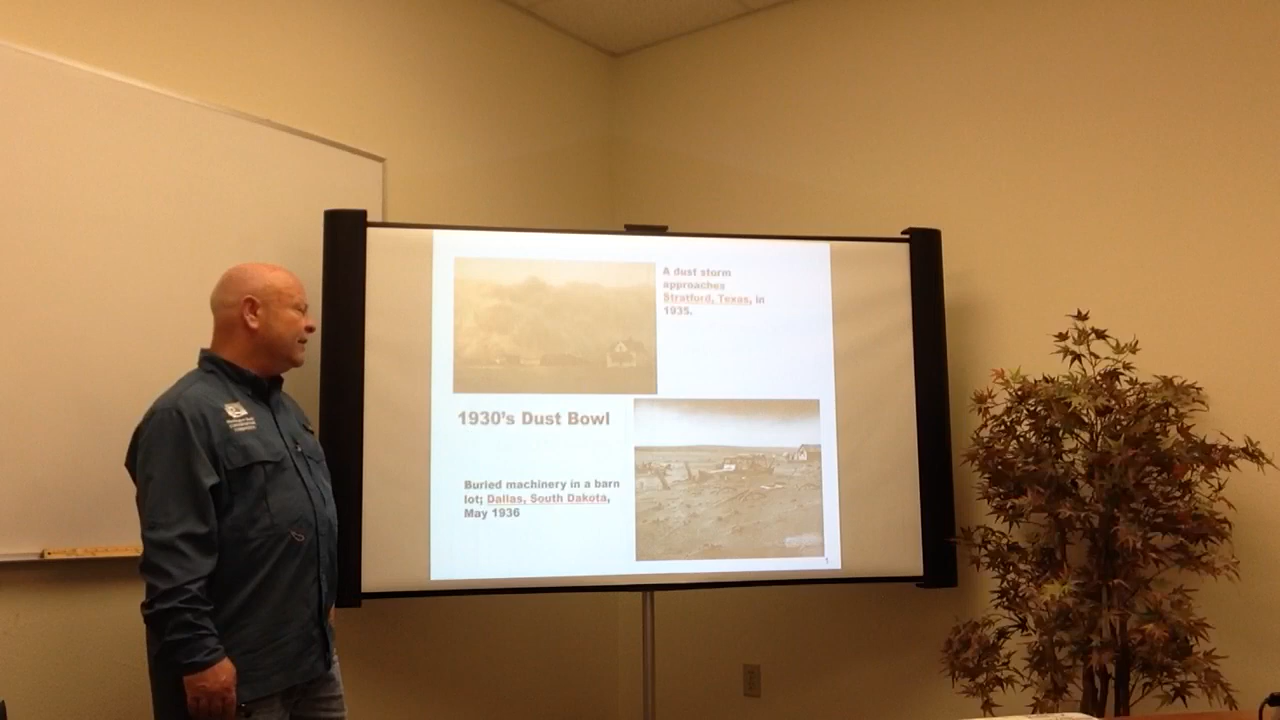 A dust storm
approaches
Stratford, Texas, in
1935.
1930's Dust Bowl
Buried machinery in a barn
lot; Dallas, South Dakota,
May 1936